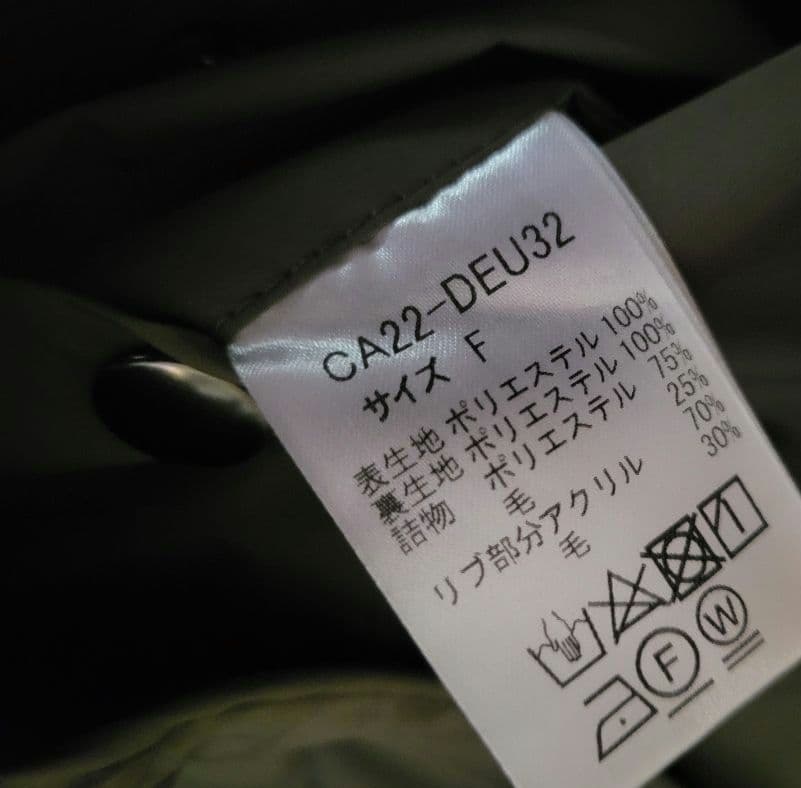 CA22-DEU32
サイズ F
表生地 ポリエステル 100%
裏生地 ポリエステル 100%
詰物 ポリエステル 75%
毛 25%
リブ部分アクリル 70%
毛 30%
F W